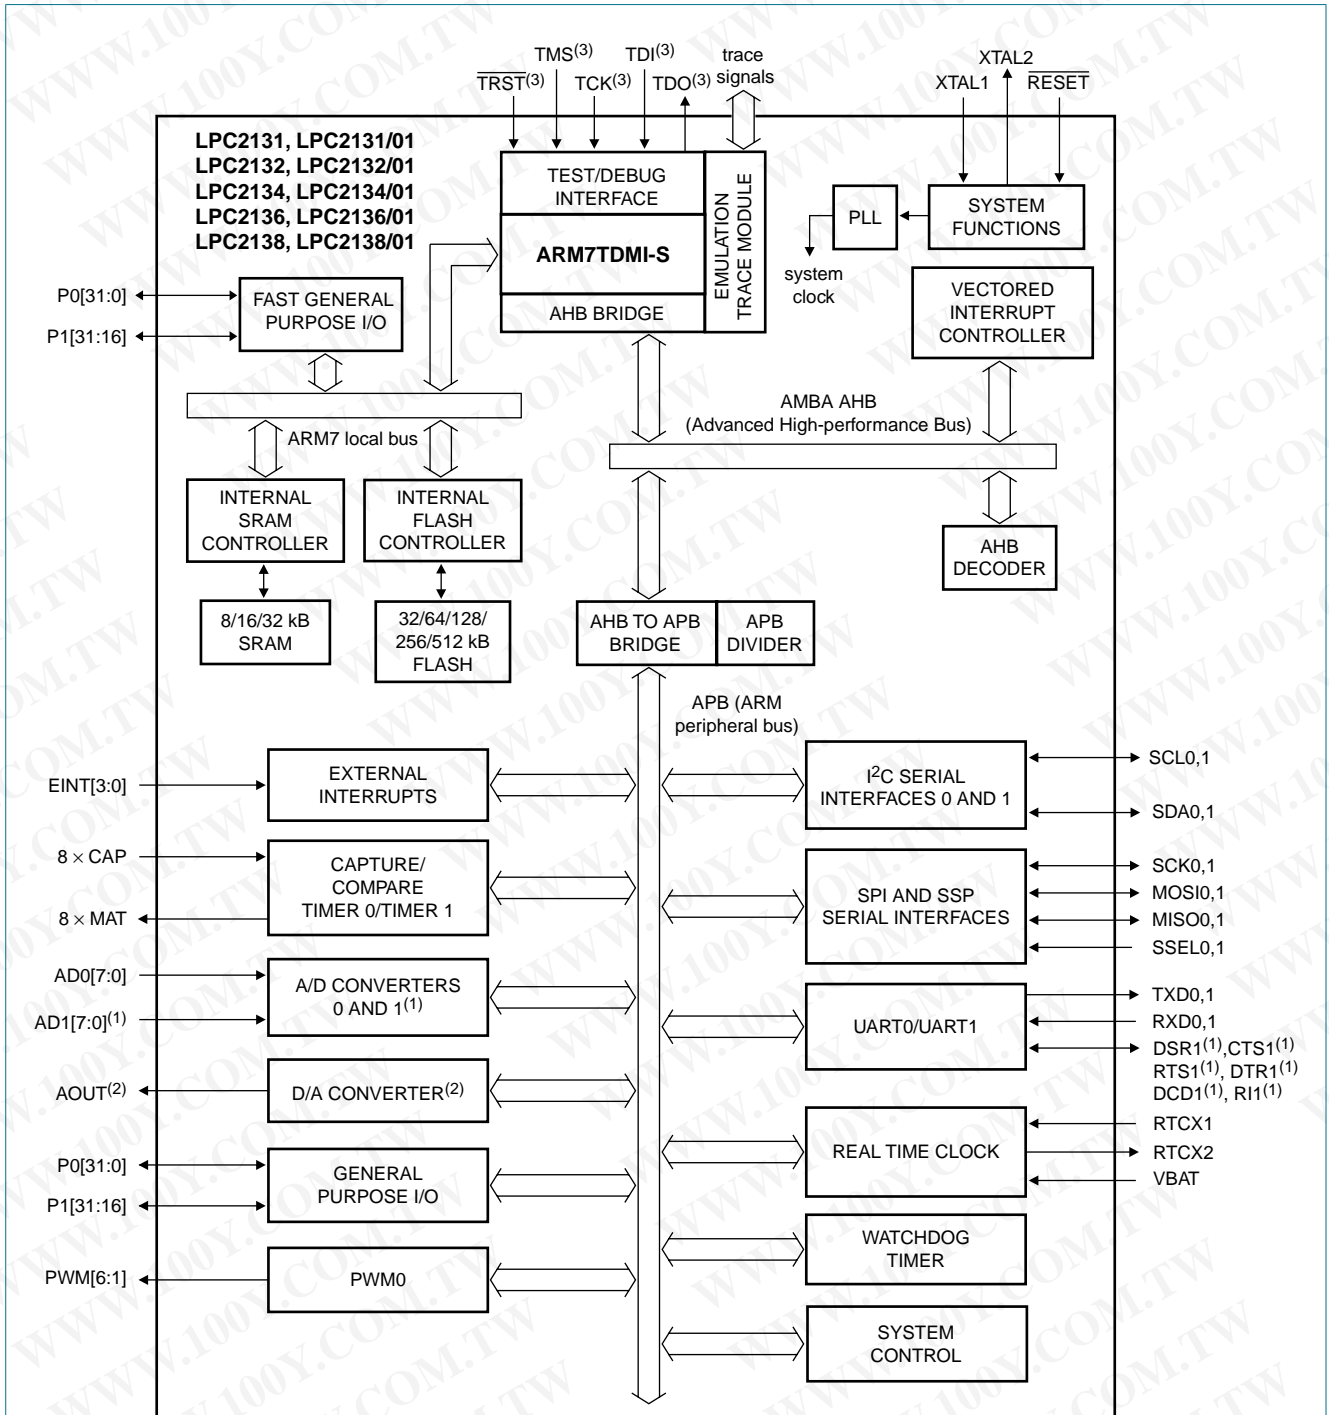 TMS(3)
TDI(3)
trace
signals
TRST(3)
TCK(3)
TDO(3)
XTAL2
XTAL1
RESET
LPC2131, LPC2131/01
LPC2132, LPC2132/01
LPC2134, LPC2134/01
LPC2136, LPC2136/01
LPC2138, LPC2138/01
TEST/DEBUG
INTERFACE
ARM7TDMI-S
AHB BRIDGE
EMULATION
TRACE MODULE
PLL
SYSTEM
FUNCTIONS
system
clock
VECTORED
INTERRUPT
CONTROLLER
P0[31:0]
P1[31:16]
FAST GENERAL
PURPOSE I/O
ARM7 local bus
AMBA AHB
(Advanced High-performance Bus)
INTERNAL
SRAM
CONTROLLER
INTERNAL
FLASH
CONTROLLER
AHB
DECODER
8/16/32 kB
SRAM
32/64/128/
256/512 kB
FLASH
AHB TO APB
BRIDGE
APB
DIVIDER
APB (ARM
peripheral bus)
EINT[3:0]
EXTERNAL
INTERRUPTS
I2C SERIAL
INTERFACES 0 AND 1
SCL0,1
SDA0,1
8 × CAP
8 × MAT
CAPTURE/
COMPARE
TIMER 0/TIMER 1
SPI AND SSP
SERIAL INTERFACES
SCK0,1
MOSI0,1
MISO0,1
SSEL0,1
AD0[7:0]
AD1[7:0](1)
A/D CONVERTERS
0 AND 1(1)
UART0/UART1
TXD0,1
RXD0,1
DSR1(1),CTS1(1)
RTS1(1), DTR1(1)
DCD1(1), RI1(1)
AOUT(2)
D/A CONVERTER(2)
REAL TIME CLOCK
RTCX1
RTCX2
VBAT
P0[31:0]
P1[31:16]
GENERAL
PURPOSE I/O
WATCHDOG
TIMER
PWM[6:1]
PWM0
SYSTEM
CONTROL
WWW.100Y.COM.TW